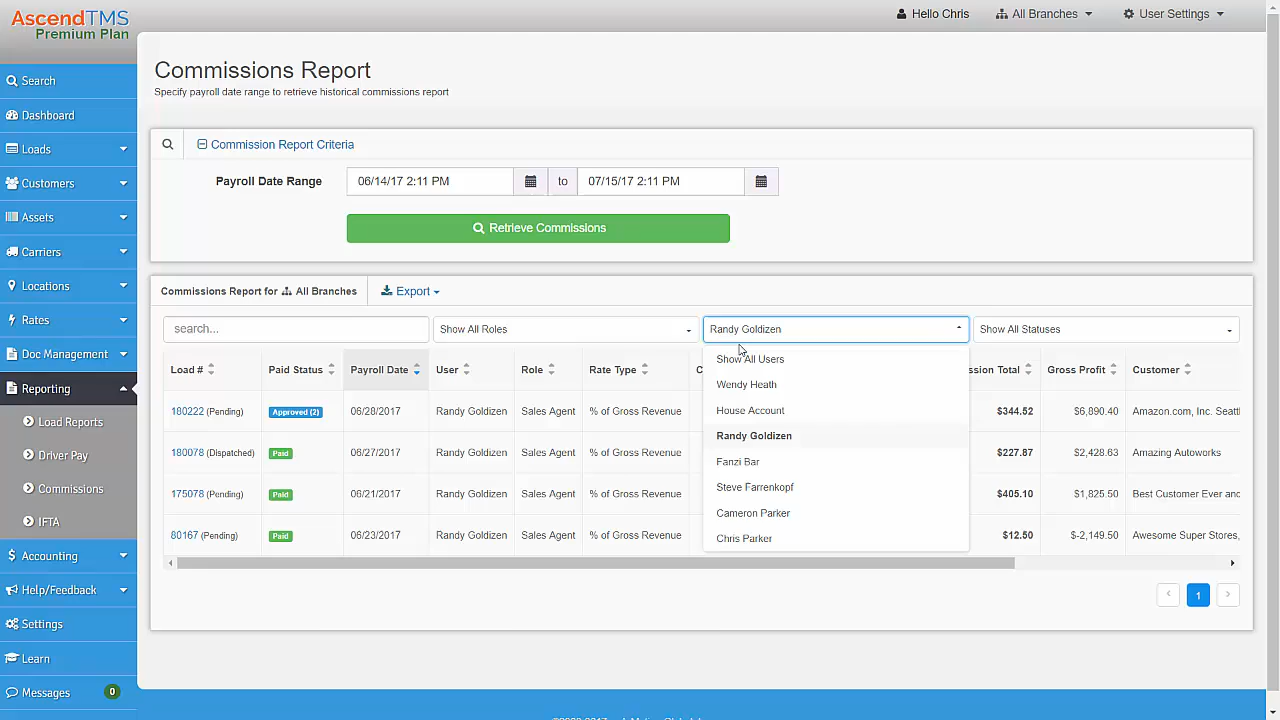 AscendTMS
Premium Plan
Hello Chris
All Branches
User Settings
Search
Dashboard
Loads
Customers
Assets
Carriers
Locations
Rates
Doc Management
Reporting
Load Reports
Driver Pay
Commissions
IFTA
Accounting
Help/Feedback
Settings
Learn
Messages 0
Commissions Report
Specify payroll date range to retrieve historical commissions report
Commission Report Criteria
Payroll Date Range 06/14/17 2:11 PM to 07/15/17 2:11 PM
Retrieve Commissions
Commissions Report for All Branches Export
search... Show All Roles Randy Goldizen Show All Statuses
Show All Users
Wendy Heath
House Account
Randy Goldizen
Fanzi Bar
Steve Farrenkopf
Cameron Parker
Chris Parker
Load # Paid Status Payroll Date User Role Rate Type C ssion Total Gross Profit Customer
180222 (Pending) Approved (2) 06/28/2017 Randy Goldizen Sales Agent % of Gross Revenue $344.52 $6,890.40 Amazon.com, Inc. Seattl
180078 (Dispatched) Paid 06/27/2017 Randy Goldizen Sales Agent % of Gross Revenue $227.87 $2,428.63 Amazing Autoworks
175078 (Pending) Paid 06/21/2017 Randy Goldizen Sales Agent % of Gross Revenue $405.10 $1,825.50 Best Customer Ever and
80167 (Pending) Paid 06/23/2017 Randy Goldizen Sales Agent % of Gross Revenue $12.50 $-2,149.50 Awesome Super Stores,
1